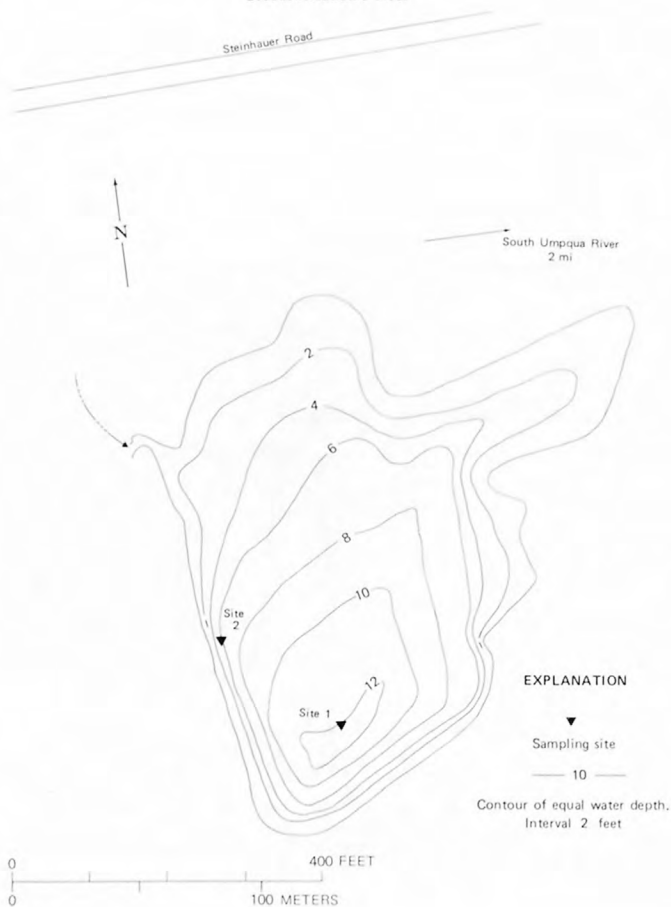 Steinhauer Road
N
South Umpqua River
2 mi
2
4
6
8
10
12
Site
2
Site 1
EXPLANATION
Sampling site
10
Contour of equal water depth.
Interval 2 feet
0
400 FEET
0
100 METERS